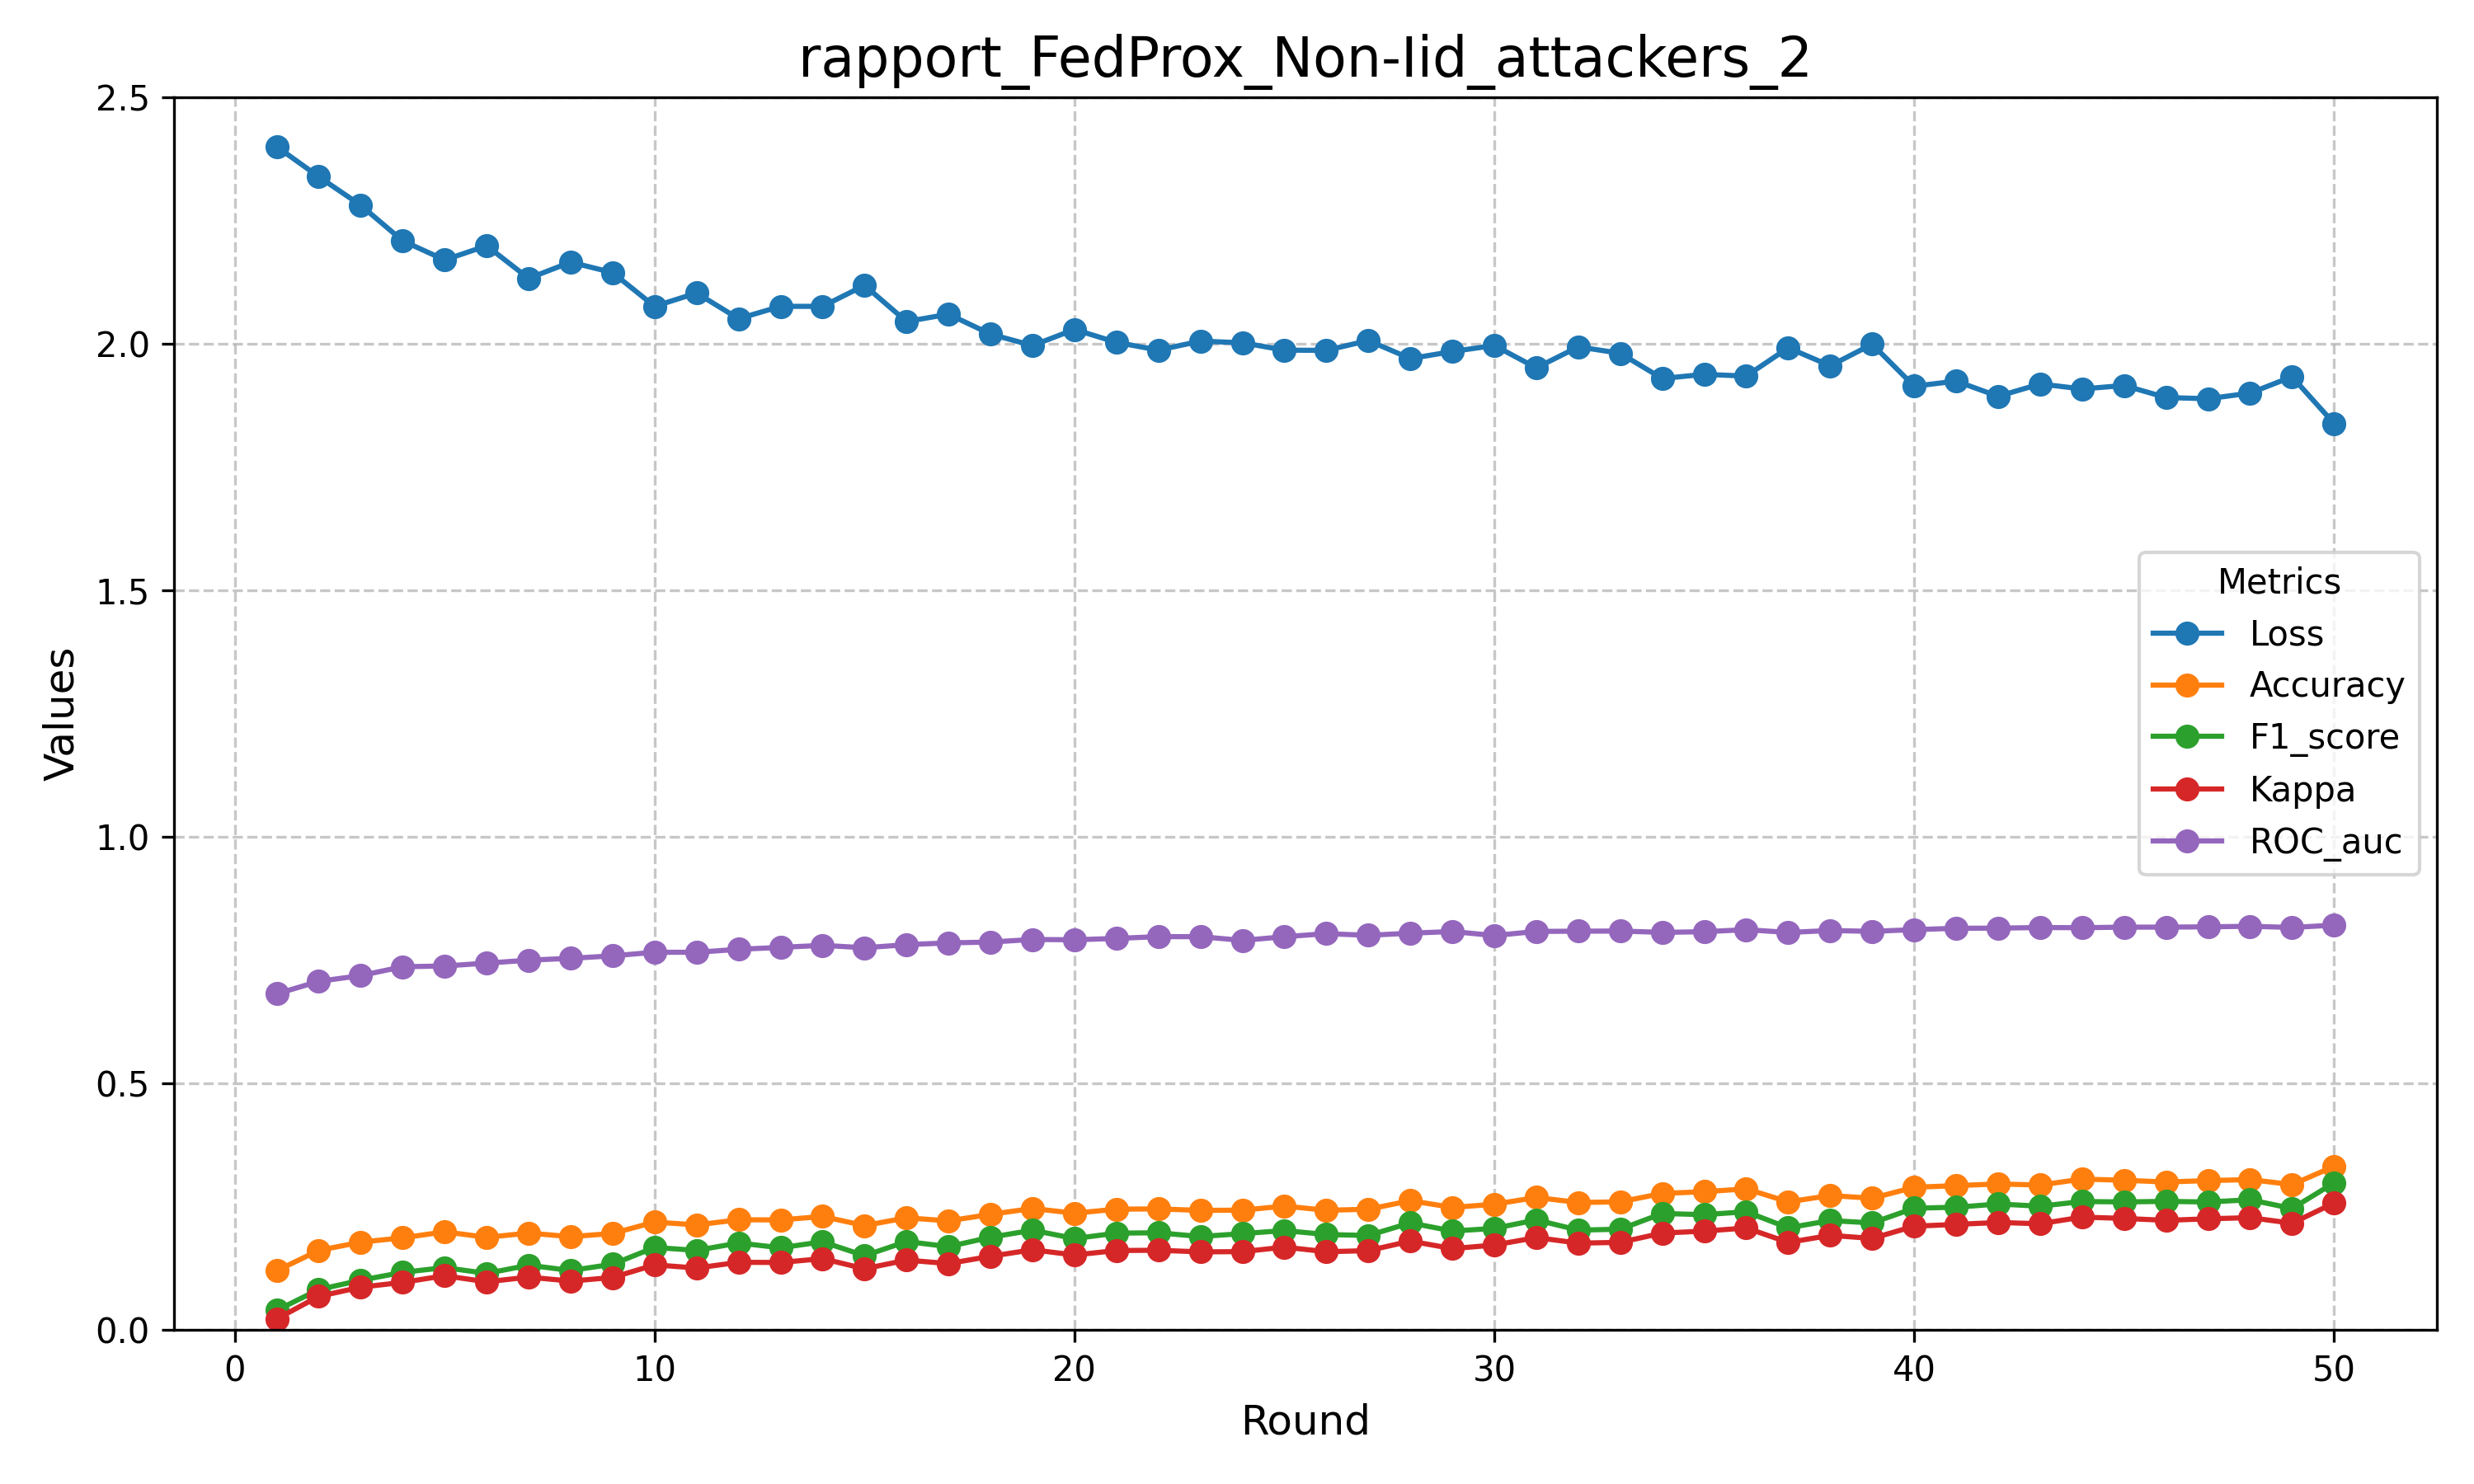 rapport_FedProx_Non-Iid_attackers_2
2.5
2.0
1.5
1.0
0.5
0.0
Values
Metrics
Loss
Accuracy
F1_score
Kappa
ROC_auc
0 10 20 30 40 50
Round